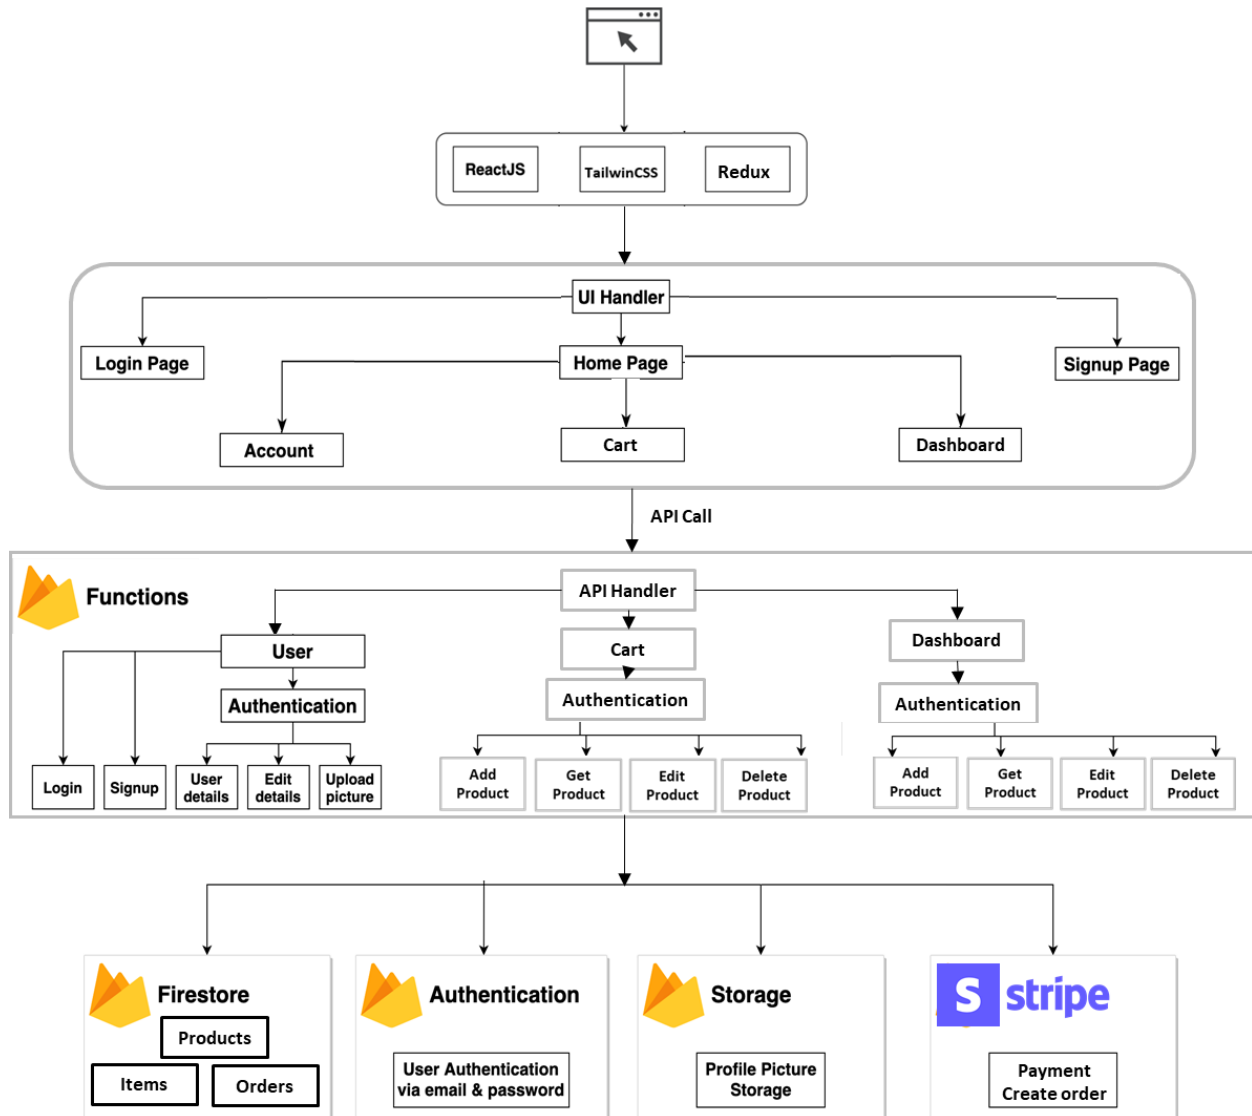 ReactJS
TailwinCSS
Redux
UI Handler
Login Page
Home Page
Signup Page
Account
Cart
Dashboard
API Call
Functions
API Handler
User
Cart
Dashboard
Authentication
Authentication
Authentication
Login
Signup
User
details
Edit
details
Upload
picture
Add
Product
Get
Product
Edit
Product
Delete
Product
Add
Product
Get
Product
Edit
Product
Delete
Product
Firestore
Products
Items
Orders
Authentication
User Authentication
via email & password
Storage
Profile Picture
Storage
S stripe
Payment
Create order